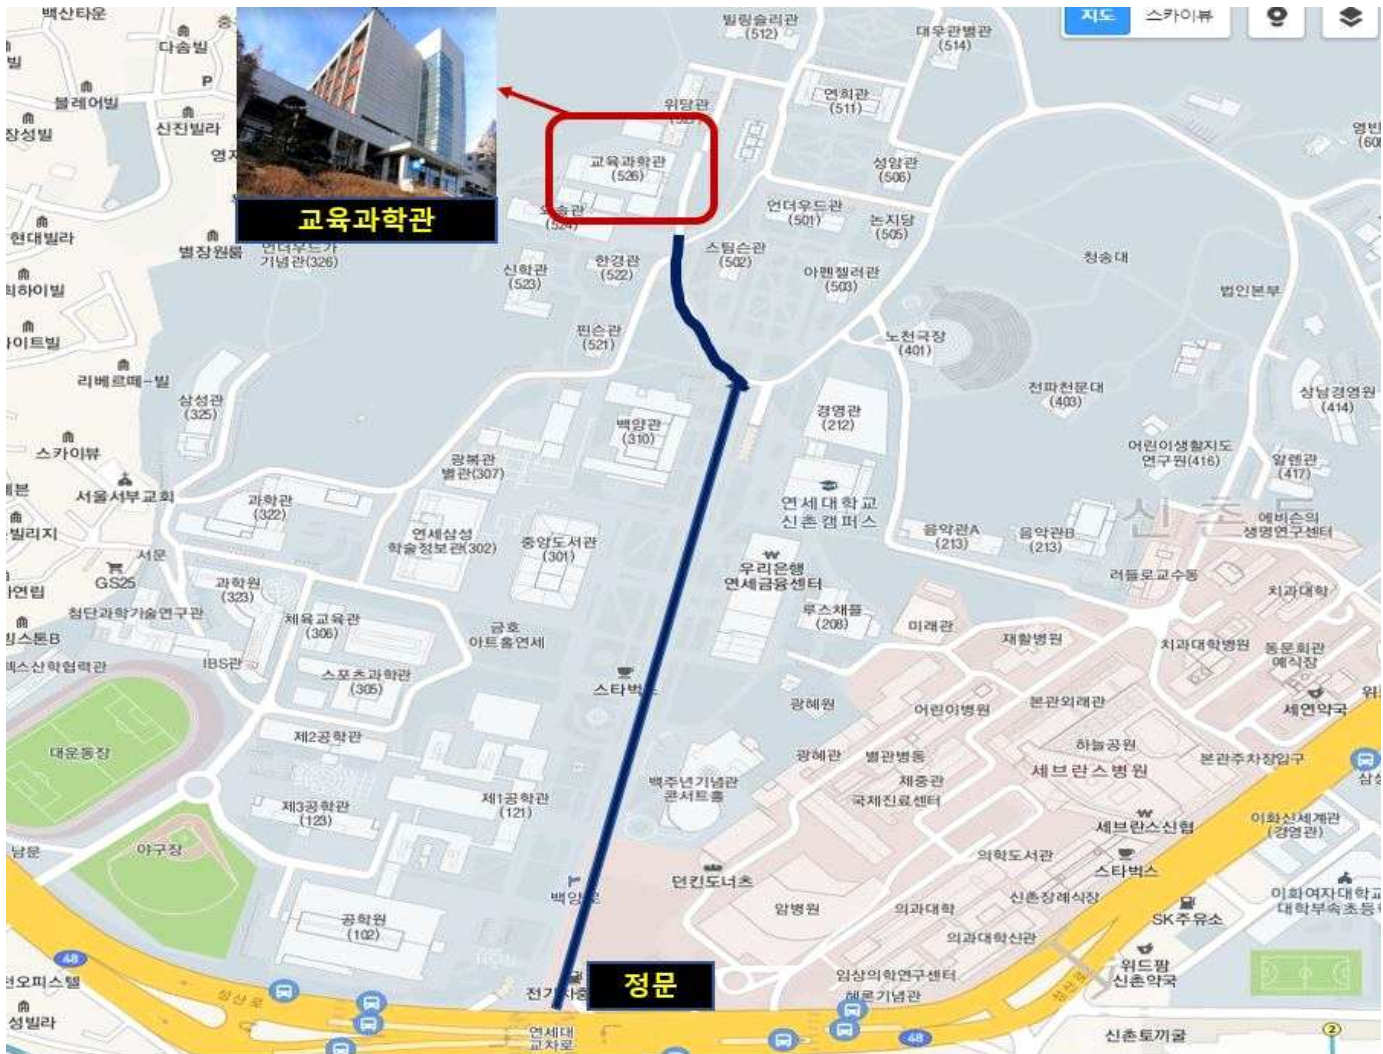 백산타운
다솜빌
빌
블레어빌
P
신진빌라
장성빌
현대빌라
별장원룸
언더우드가
기념관(326)
리베르떼-빌
스카이뷰
서울서부교회
빌리지
서문
GS25
첨단과학기술연구관
교육과학관
빌링슬리관
(512)
대우관별관
(514)
지도
스카이뷰
위당관
연희관
(511)
교육과학관
(526)
성암관
(506)
(524)
언더우드관
(501)
논지당
(505)
신학관
(523)
한경관
(522)
스팀슨관
(502)
아펜젤러관
(503)
청송대
법인본부
핀슨관
(521)
노천극장
(401)
전파천문대
(403)
상남경영원
(414)
삼성관
(325)
백양관
(310)
경영관
(212)
어린이생활지도
연구원(416)
알렌관
(417)
광복관
별관(307)
과학관
(322)
연세삼성
학술정보관(302)
중앙도서관
(301)
연세대학교
신촌캠퍼스
음악관A
(213)
음악관B
(213)
신촌
에비슨의
생명연구센터
우리은행
연세금융센터
러들로교수동
치과대학
과학원
(323)
체육교육관
(306)
금호
아트홀연세
루스채플
(208)
미래관
재활병원
치과대학병원
동문회관
예식장
IBS관
스포츠과학관
(305)
스타벅스
광혜원
어린이병원
본관외래관
세연약국
대운동장
제2공학관
광혜관
별관병동
하늘공원
세브란스병원
본관주차장입구
백주년기념관
콘서트홀
제중관
국제진료센터
제3공학관
(123)
제1공학관
(121)
세브란스신협
이화신세계관
(경영관)
남문
야구장
던킨도너츠
의학도서관
스타벅스
백양로
암병원
의과대학
신촌장례식장
SK주유소
이화여자대학교
대학부속초등
공학원
(102)
의과대학신관
48
성산로
정문
임상의학연구센터
헤론기념관
성산로
위드팜
신촌약국
성빌라
연세대
교차로
48
신촌토끼굴
2